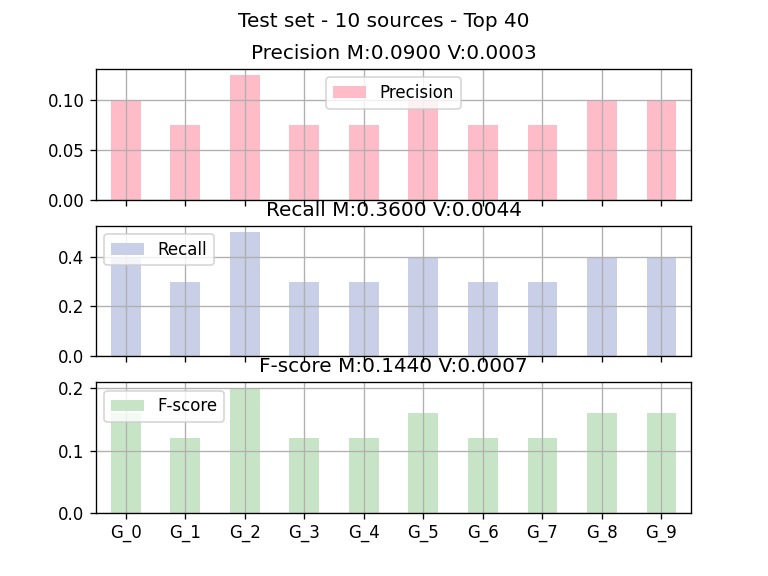 Test set - 10 sources - Top 40
Precision M:0.0900 V:0.0003
0.10
0.05
0.00
Precision
Recall M:0.3600 V:0.0044
0.4
0.2
0.0
Recall
F-score M:0.1440 V:0.0007
0.2
0.1
0.0
F-score
G_0 G_1 G_2 G_3 G_4 G_5 G_6 G_7 G_8 G_9